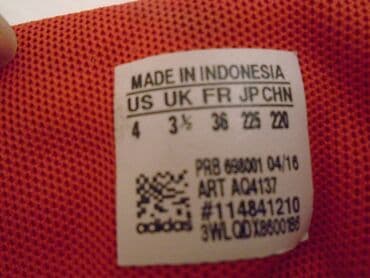 MADE IN INDONESIA
US UK FR JP CHN
4 3½ 36 225 220
PRB 698001 04/16
ART AQ4137
#114841210
adidas